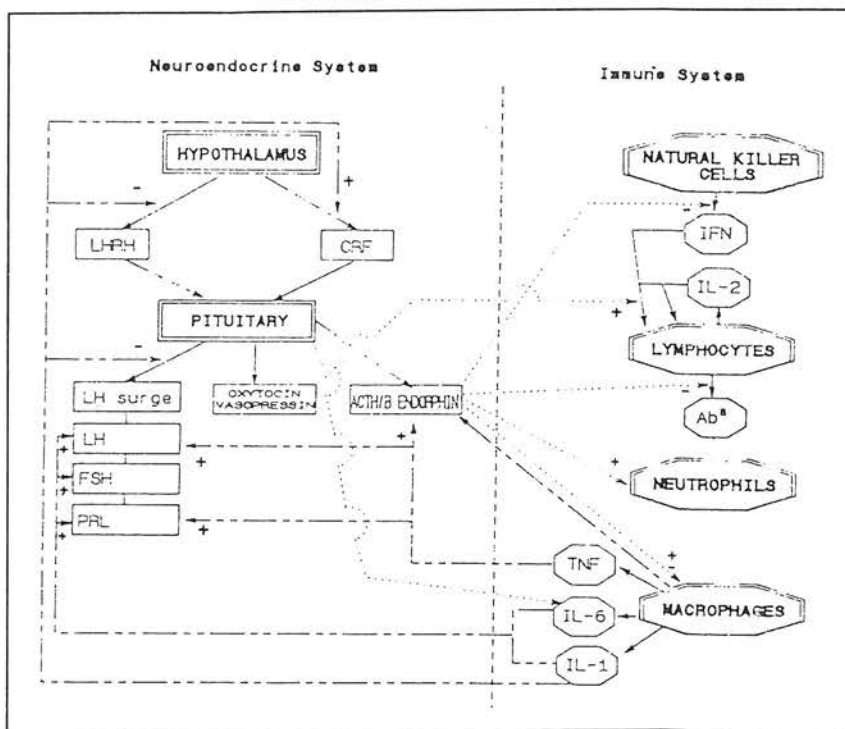 Neuroendocrine System
Immune System
HYPOTHALAMUS
NATURAL KILLER
CELLS
-
+
-
LHRH
CRF
IFN
IL-2
+
PITUITARY
LYMPHOCYTES
-
LH surge
OXYTOCIN
VASOPRESSIN
ACTH/B ENDORPHIN
-
Ab
LH
+
+
+
FSH
+
+
NEUTROPHILS
PRL
+
+
+
-
TNF
IL-6
MACROPHAGES
IL-1